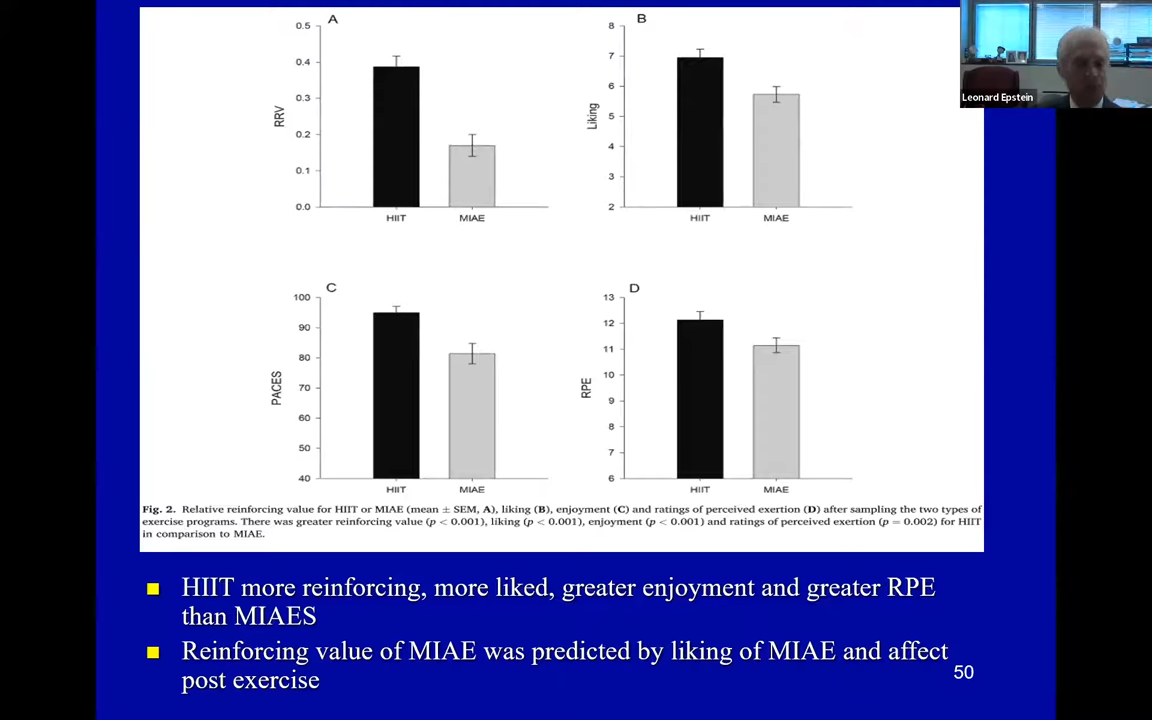 A
0.5
0.4
0.3
0.2
0.1
0.0
RRV
HIIT
MIAE
B
8
7
6
5
4
3
2
Liking
HIIT
MIAE
Leonard Epstein
C
100
90
80
70
60
50
40
PACES
HIIT
MIAE
D
13
12
11
10
9
8
7
6
RPE
HIIT
MIAE
Fig. 2. Relative reinforcing value for HIIT or MIAE (mean ± SEM, A), liking (B), enjoyment (C) and ratings of perceived exertion (D) after sampling the two types of
exercise programs. There was greater reinforcing value (p < 0.001), liking (p < 0.001), enjoyment (p < 0.001) and ratings of perceived exertion (p = 0.002) for HIIT
in comparison to MIAE.
HIIT more reinforcing, more liked, greater enjoyment and greater RPE
than MIAES
Reinforcing value of MIAE was predicted by liking of MIAE and affect
post exercise
50